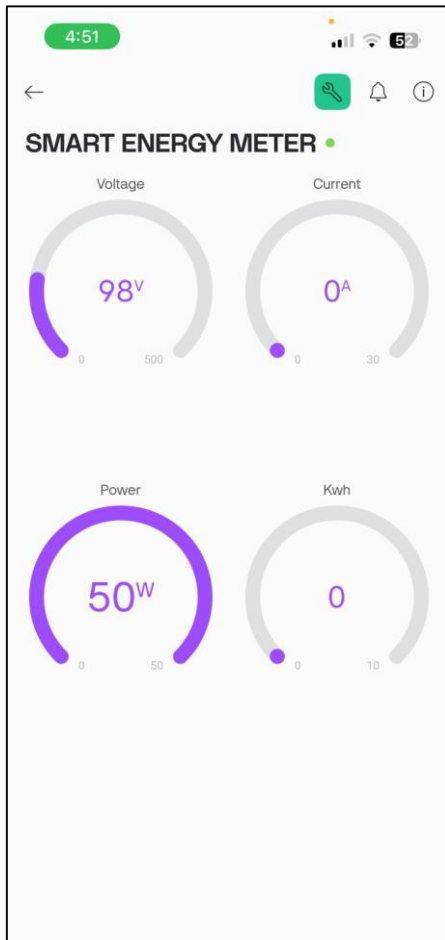 4:51
52
SMART ENERGY METER
Voltage Current
98V 0A
0 500 0 30
Power Kwh
50W 0
0 50 0 10